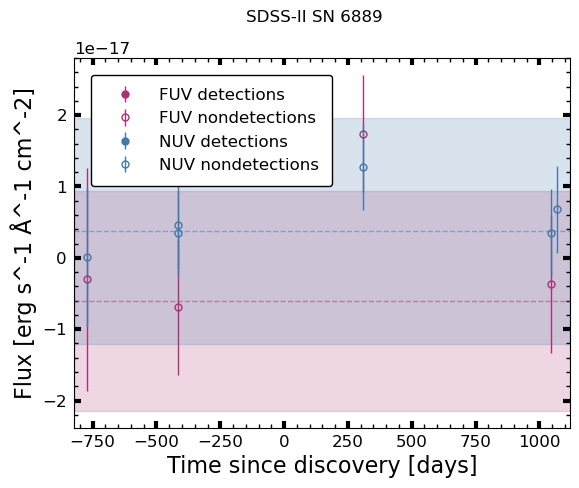 SDSS-II SN 6889
1e−17
FUV detections
FUV nondetections
NUV detections
NUV nondetections
2
1
0
−1
−2
Flux [erg s^-1 Å^-1 cm^-2]
−750 −500 −250 0 250 500 750 1000
Time since discovery [days]